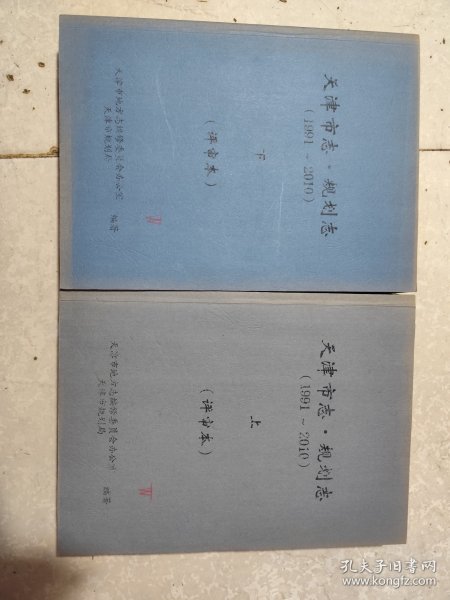 天津市志·规划志
(1991~2010)
下
(评审本)
天津市地方志编修委员会办公室
天津市规划局
编著
天津市志·规划志
(1991~2010)
上
(评审本)
天津市地方志编修委员会办公室
天津市规划局
编著
孔夫子旧书网
www.kongfz.com